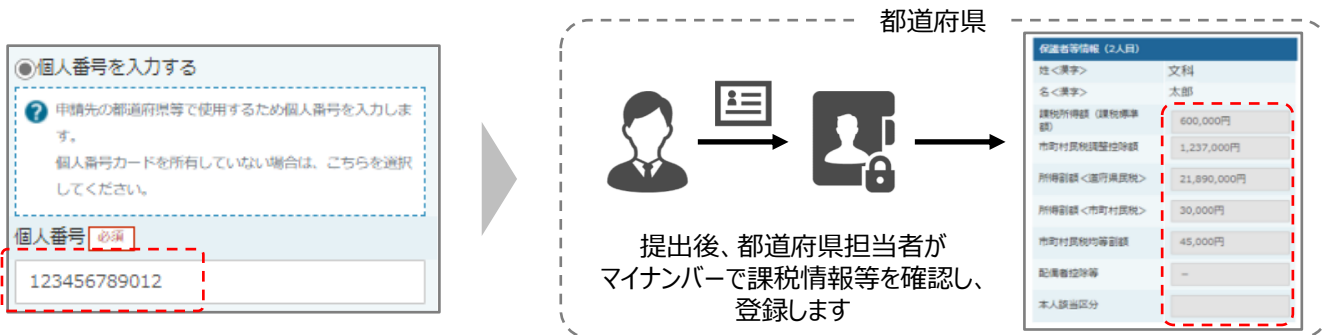 個人番号を入力する
申請先の都道府県等で使用するため個人番号を入力しま
す。
個人番号カードを所有していない場合は、こちらを選択
してください。
個人番号 必須
123456789012
都道府県
提出後、都道府県担当者が
マイナンバーで課税情報等を確認し、
登録します
保護者等情報（2人目）
姓<漢字> 文科
名<漢字> 太郎
課税所得額（課税標準
額） 600,000円
市町村民税調整控除額 1,237,000円
所得割額<道府県民税> 21,890,000円
所得割額<市町村民税> 30,000円
市町村民税均等割額 45,000円
配偶者控除等 －
本人該当区分